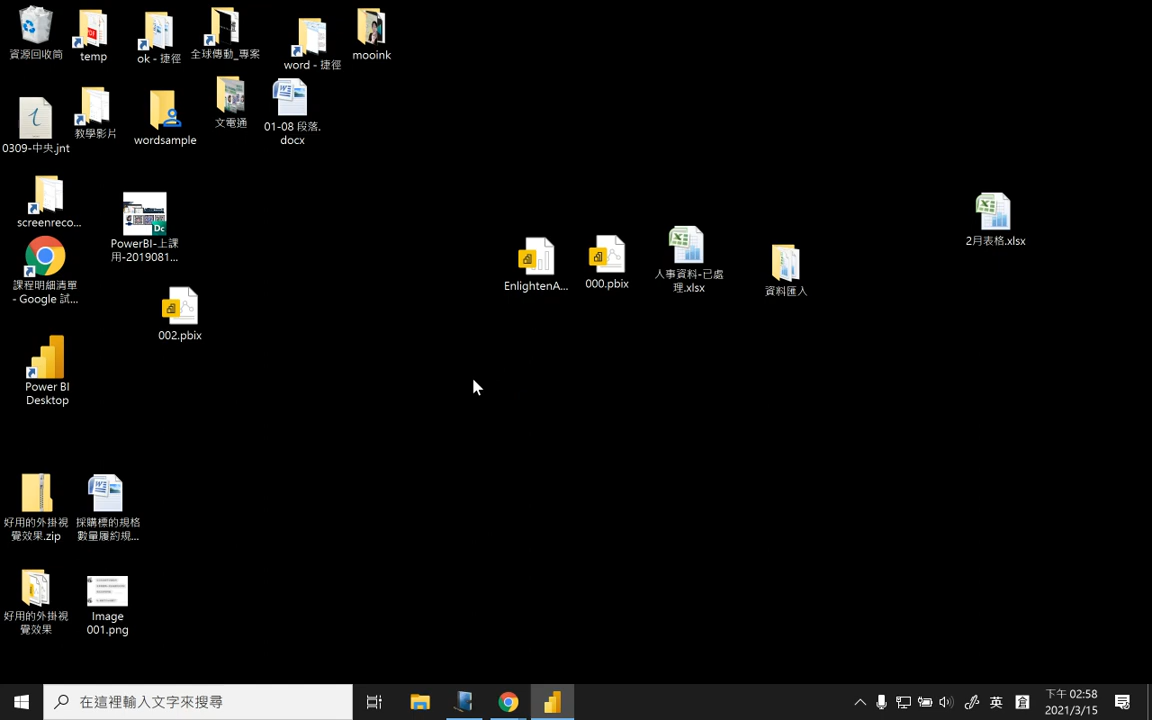 資源回收筒
temp
ok - 捷徑
全球傳動_專案
word - 捷徑
mooink
0309-中央.jnt
教學影片
wordsample
文電通
01-08 段落.
docx
screenreco...
PowerBI-上課
用-2019081...
課程明細清單
- Google 試...
002.pbix
EnlightenA...
000.pbix
人事資料-已處
理.xlsx
資料匯入
2月表格.xlsx
Power BI
Desktop
好用的外掛視
覺效果.zip
採購標的規格
數量履約規...
好用的外掛視
覺效果
Image
001.png
在這裡輸入文字來搜尋
英
倉
下午 02:58
2021/3/15